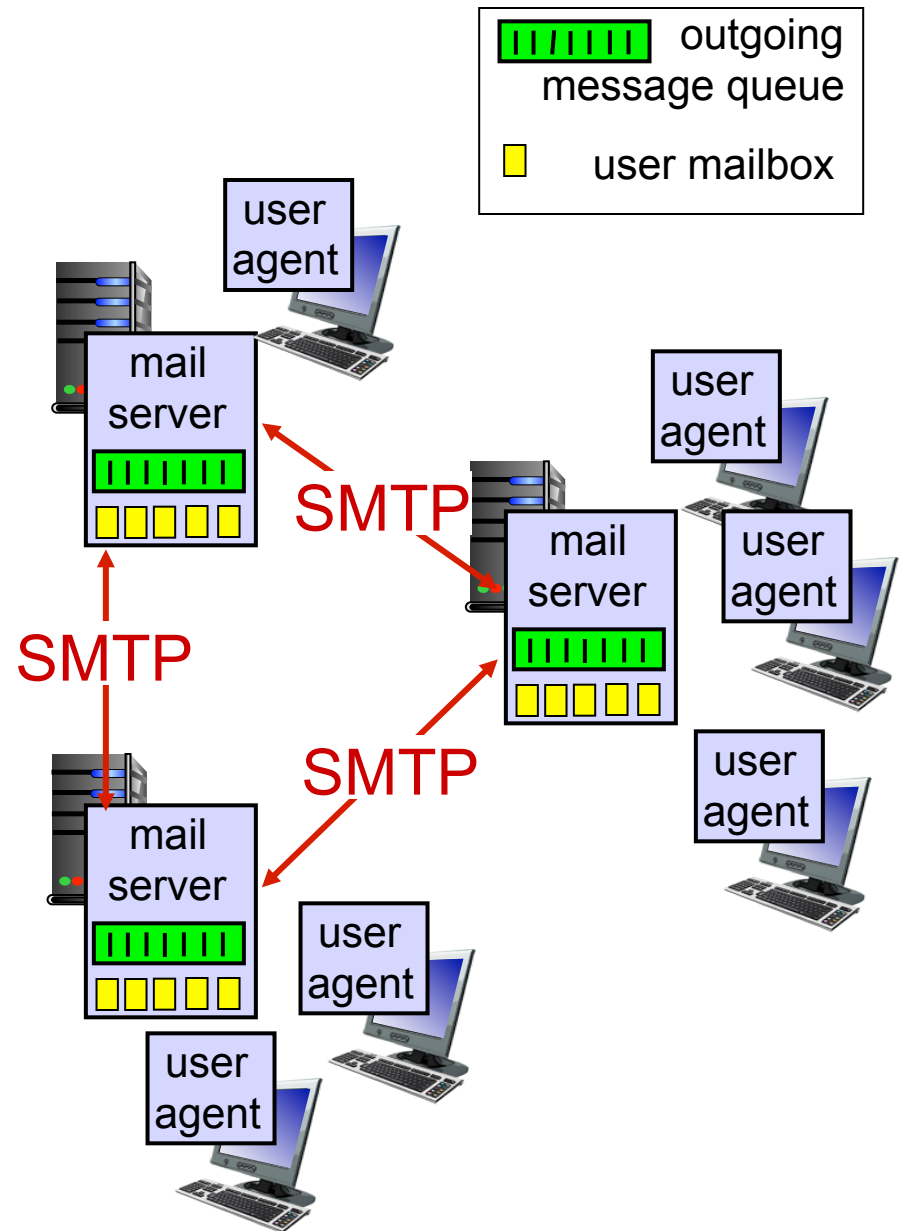 outgoing
message queue
user mailbox
user
agent
mail
server
SMTP
user
agent
mail
server
user
agent
SMTP
SMTP
user
agent
mail
server
user
agent
user
agent